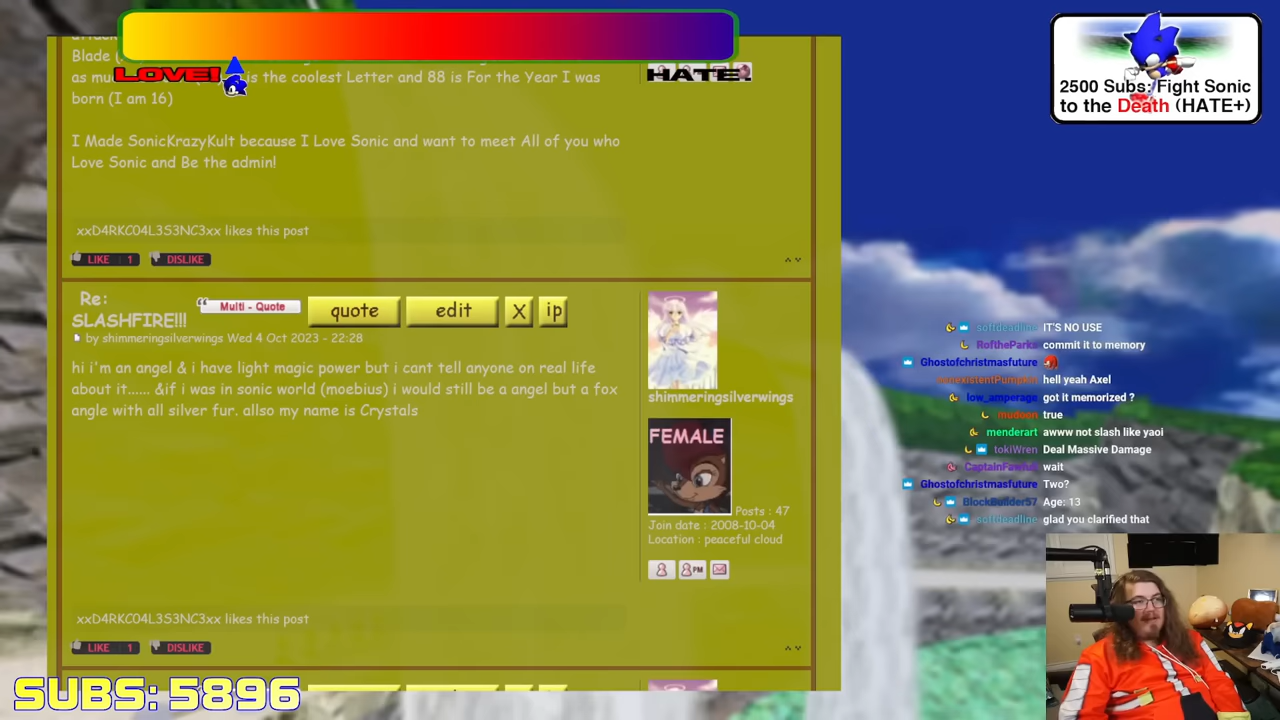 LOVE!
HATE
Blade
is the coolest Letter and 88 is For the Year I was
born (I am 16)
I Made SonicKrazyKult because I Love Sonic and want to meet All of you who
Love Sonic and Be the admin!
xxD4RKC04L3S3NC3xx likes this post
LIKE 1 DISLIKE
Re:
SLASHFIRE!!!
Multi - Quote
quote edit X ip
by shimmeringsilverwings Wed 4 Oct 2023 - 22:28
hi i'm an angel & i have light magic power but i cant tell anyone on real life
about it...... &if i was in sonic world (moebius) i would still be a angel but a fox
angle with all silver fur. allso my name is Crystals
shimmeringsilverwings
FEMALE
Posts : 47
Join date : 2008-10-04
Location : peaceful cloud
PM
xxD4RKC04L3S3NC3xx likes this post
LIKE 1 DISLIKE
SUBS: 5896
2500 Subs: Fight Sonic
to the Death (HATE+)
softdeadline IT'S NO USE
RoftheParks commit it to memory
Ghostofchristmasfuture
hell yeah Axel
low_amperage got it memorized ?
mudeen true
menderart awww not slash like yaoi
tokiWren Deal Massive Damage
wait
Ghostofchristmasfuture Two?
BlockBuilder57 Age: 13
softdeadline glad you clarified that